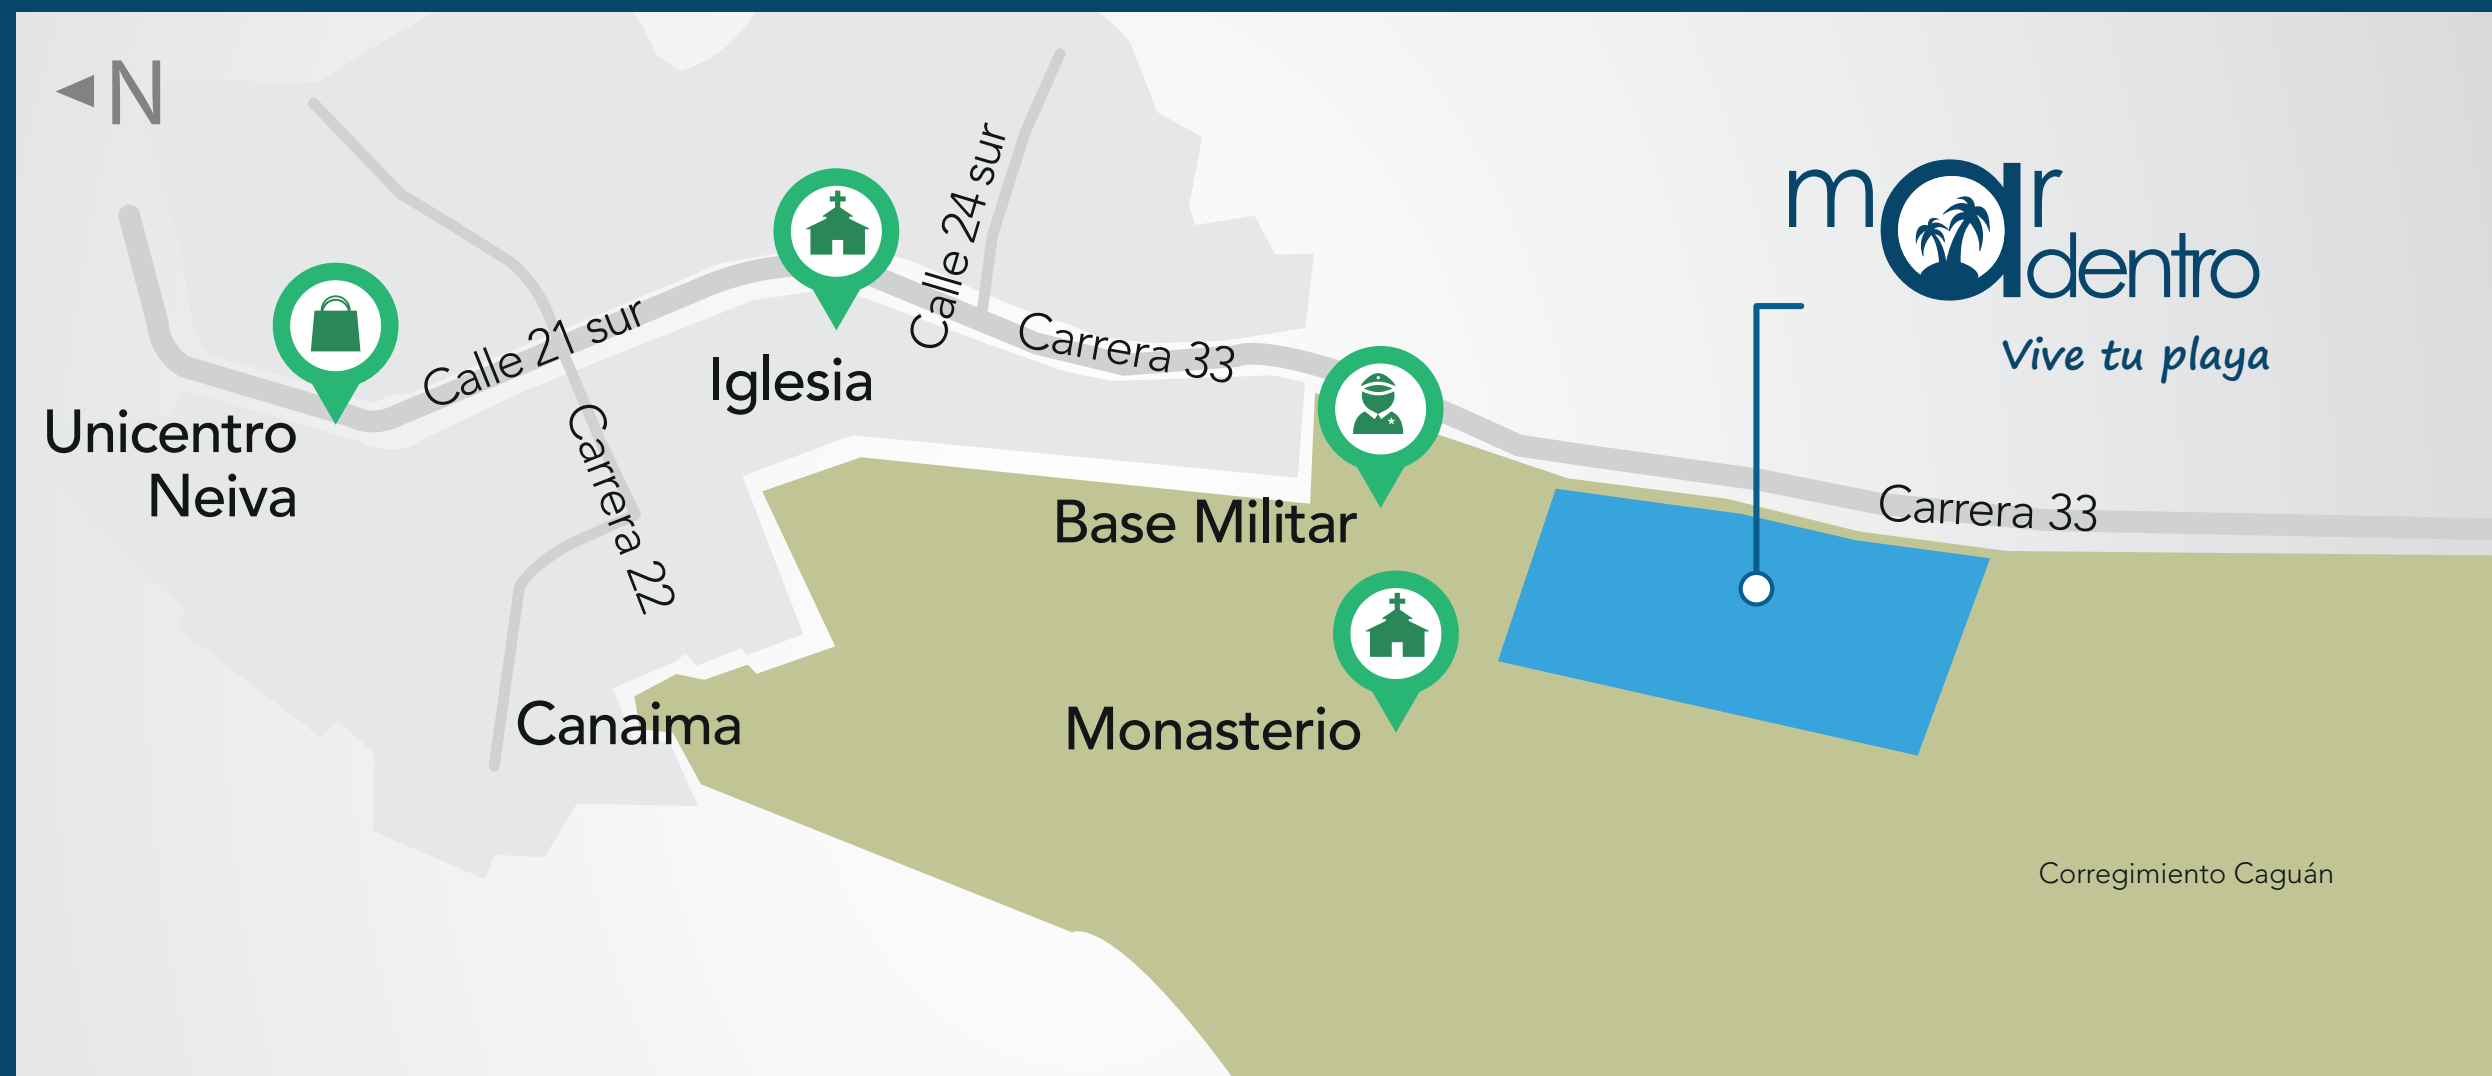 N
mar
adentro
Vive tu playa
Calle 24 sur
Calle 21 sur
Iglesia
Carrera 33
Unicentro
Neiva
Carrera 22
Base Militar
Carrera 33
Canaima
Monasterio
Corregimiento Caguán